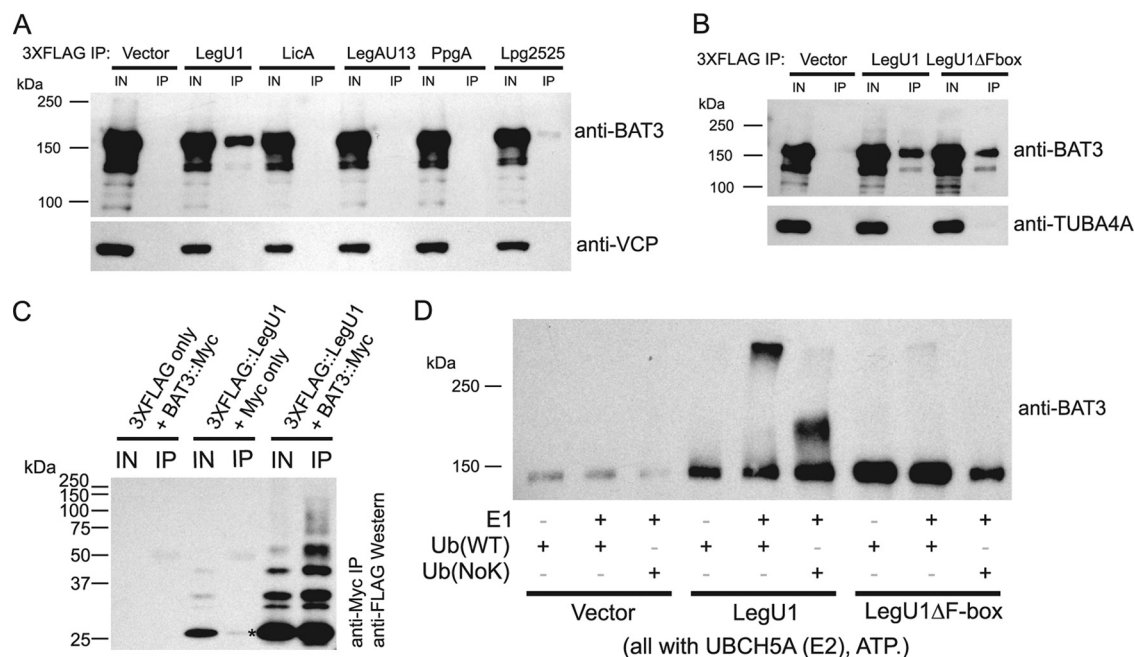 A
3XFLAG IP: Vector LegU1 LicA LegAU13 PpgA Lpg2525
IN IP IN IP IN IP IN IP IN IP IN IP
kDa
250
150
100
anti-BAT3
anti-VCP
B
3XFLAG IP: Vector LegU1 LegU1ΔFbox
IN IP IN IP IN IP
kDa
250
150
100
anti-BAT3
anti-TUBA4A
C
3XFLAG only
+ BAT3::Myc
3XFLAG::LegU1
+ Myc only
3XFLAG::LegU1
+ BAT3::Myc
IN IP IN IP IN IP
kDa
250
150
100
75
50
37
25
*
anti-Myc IP
anti-FLAG Western
D
kDa
250
150
anti-BAT3
E1 - + + - + + - + +
Ub(WT) + + - + + - + + -
Ub(NoK) - - + - - + - - +
Vector LegU1 LegU1ΔF-box
(all with UBCH5A (E2), ATP.)